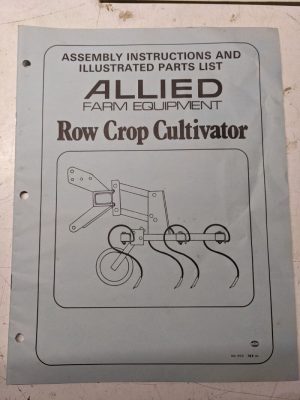 ASSEMBLY INSTRUCTIONS AND
ILLUSTRATED PARTS LIST
ALLIED
FARM EQUIPMENT
Row Crop Cultivator